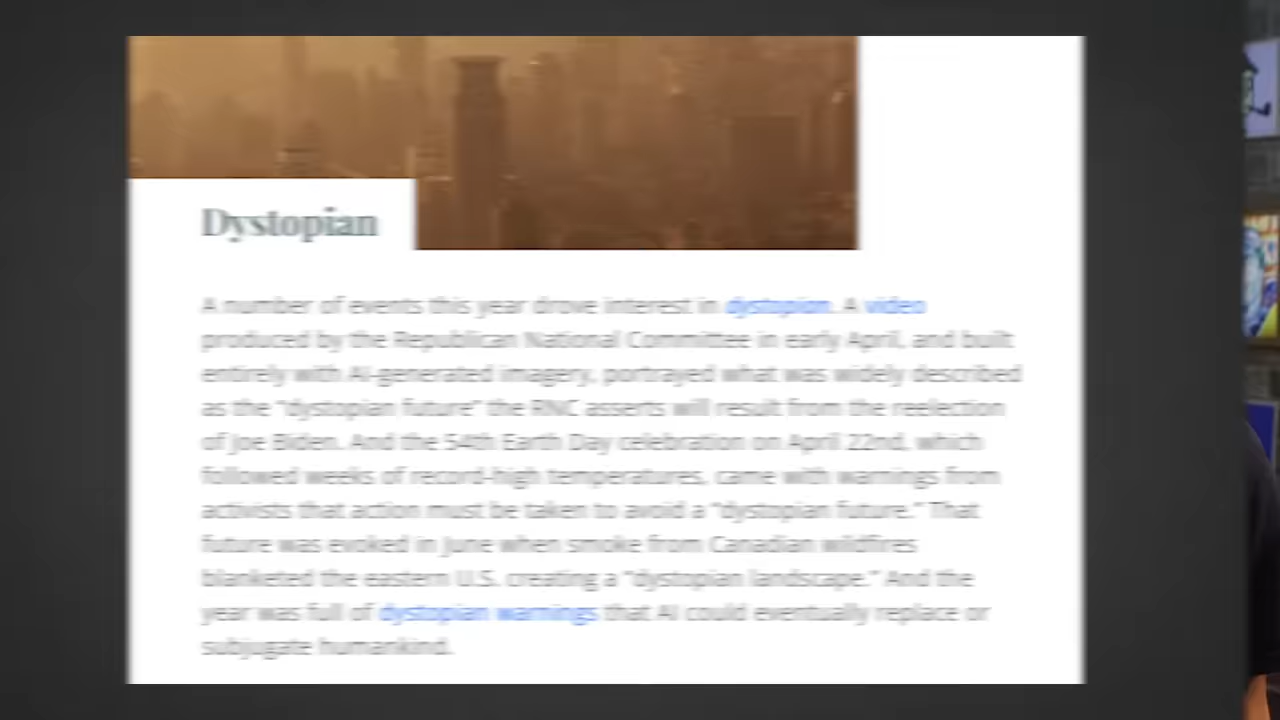 Dystopian
A number of events this year drove interest in dystopian. A video
produced by the Republican National Committee in early April, and built
entirely with AI-generated imagery, portrayed what was widely described
as the "dystopian future" the RNC asserts will result from the reelection
of Joe Biden. And the 54th Earth Day celebration on April 22nd, which
followed weeks of record-high temperatures, came with warnings from
activists that action must be taken to avoid a "dystopian future." That
future was evoked in June when smoke from Canadian wildfires
blanketed the eastern U.S. creating a "dystopian landscape." And the
year was full of dystopian warnings that AI could eventually replace or
subjugate humankind.